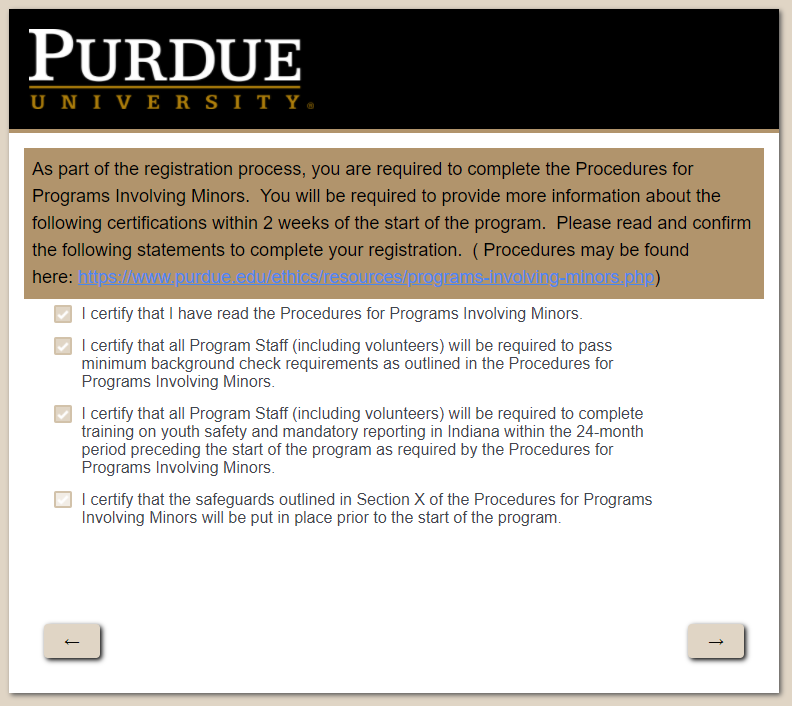 PURDUE
UNIVERSITY®
As part of the registration process, you are required to complete the Procedures for
Programs Involving Minors.  You will be required to provide more information about the
following certifications within 2 weeks of the start of the program.  Please read and confirm
the following statements to complete your registration.  ( Procedures may be found
here: https://www.purdue.edu/ethics/resources/programs-involving-minors.php)
I certify that I have read the Procedures for Programs Involving Minors.
I certify that all Program Staff (including volunteers) will be required to pass
minimum background check requirements as outlined in the Procedures for
Programs Involving Minors.
I certify that all Program Staff (including volunteers) will be required to complete
training on youth safety and mandatory reporting in Indiana within the 24-month
period preceding the start of the program as required by the Procedures for
Programs Involving Minors.
I certify that the safeguards outlined in Section X of the Procedures for Programs
Involving Minors will be put in place prior to the start of the program.
← →